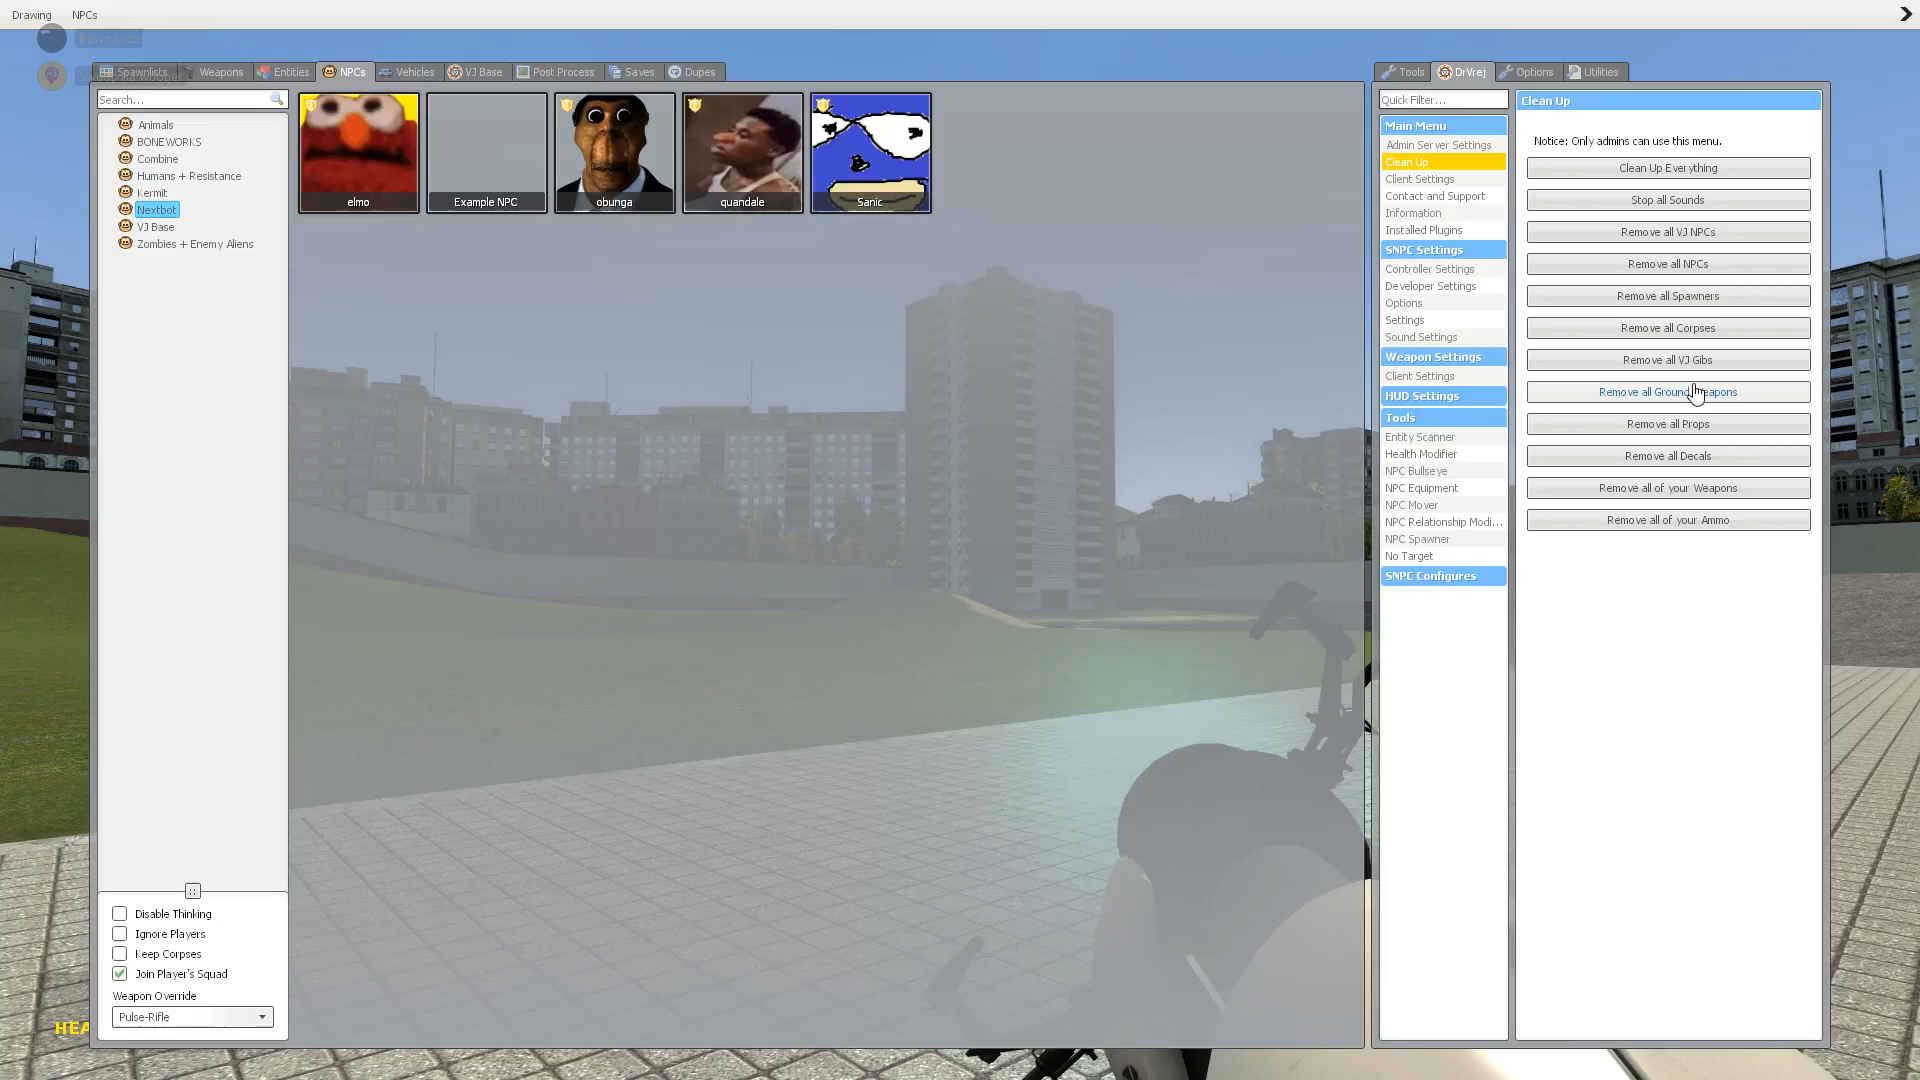 Drawing NPCs
Bownanco
Spawnlists Weapons Entities NPCs Vehicles VJ Base Post Process Saves Dupes
Search...
Animals
BONEWORKS
Combine
Humans + Resistance
Kermit
Nextbot
VJ Base
Zombies + Enemy Aliens
Disable Thinking
Ignore Players
Keep Corpses
Join Player's Squad
Weapon Override
Pulse-Rifle
HEA
elmo
Example NPC
obunga
quandale
Sanic
Tools DrVrej Options Utilities
Quick Filter...
Main Menu
Admin Server Settings
Clean Up
Client Settings
Contact and Support
Information
Installed Plugins
SNPC Settings
Controller Settings
Developer Settings
Options
Settings
Sound Settings
Weapon Settings
Client Settings
HUD Settings
Tools
Entity Scanner
Health Modifier
NPC Bullseye
NPC Equipment
NPC Mover
NPC Relationship Modi...
NPC Spawner
No Target
SNPC Configures
Clean Up
Notice: Only admins can use this menu.
Clean Up Everything
Stop all Sounds
Remove all VJ NPCs
Remove all NPCs
Remove all Spawners
Remove all Corpses
Remove all VJ Gibs
Remove all Ground Weapons
Remove all Props
Remove all Decals
Remove all of your Weapons
Remove all of your Ammo